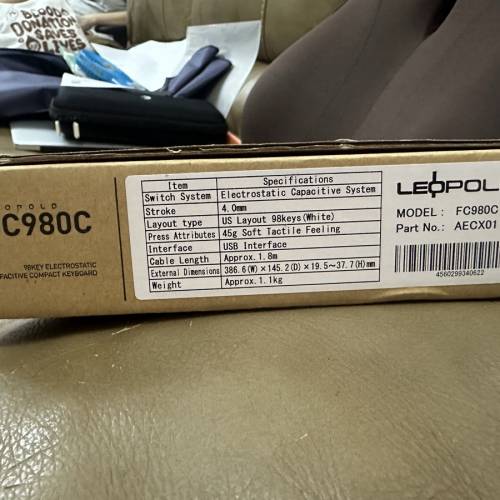 BLOOD
DONATION
SAVES
LIVES
OPOLD
C980C
98KEY ELECTROSTATIC
ACITIVE COMPACT KEYBOARD
Item Specifications
Switch System Electrostatic Capacitive System
Stroke 4.0mm
Layout type US Layout 98keys(White)
Press Attributes 45g Soft Tactile Feeling
Interface USB Interface
Cable Length Approx.1.8m
External Dimensions 386.6(W)×145.2(D)×19.5~37.7(H)mm
Weight Approx.1.1kg
LEOPOL
MODEL : FC980C
Part No.: AECX01
4560299340622